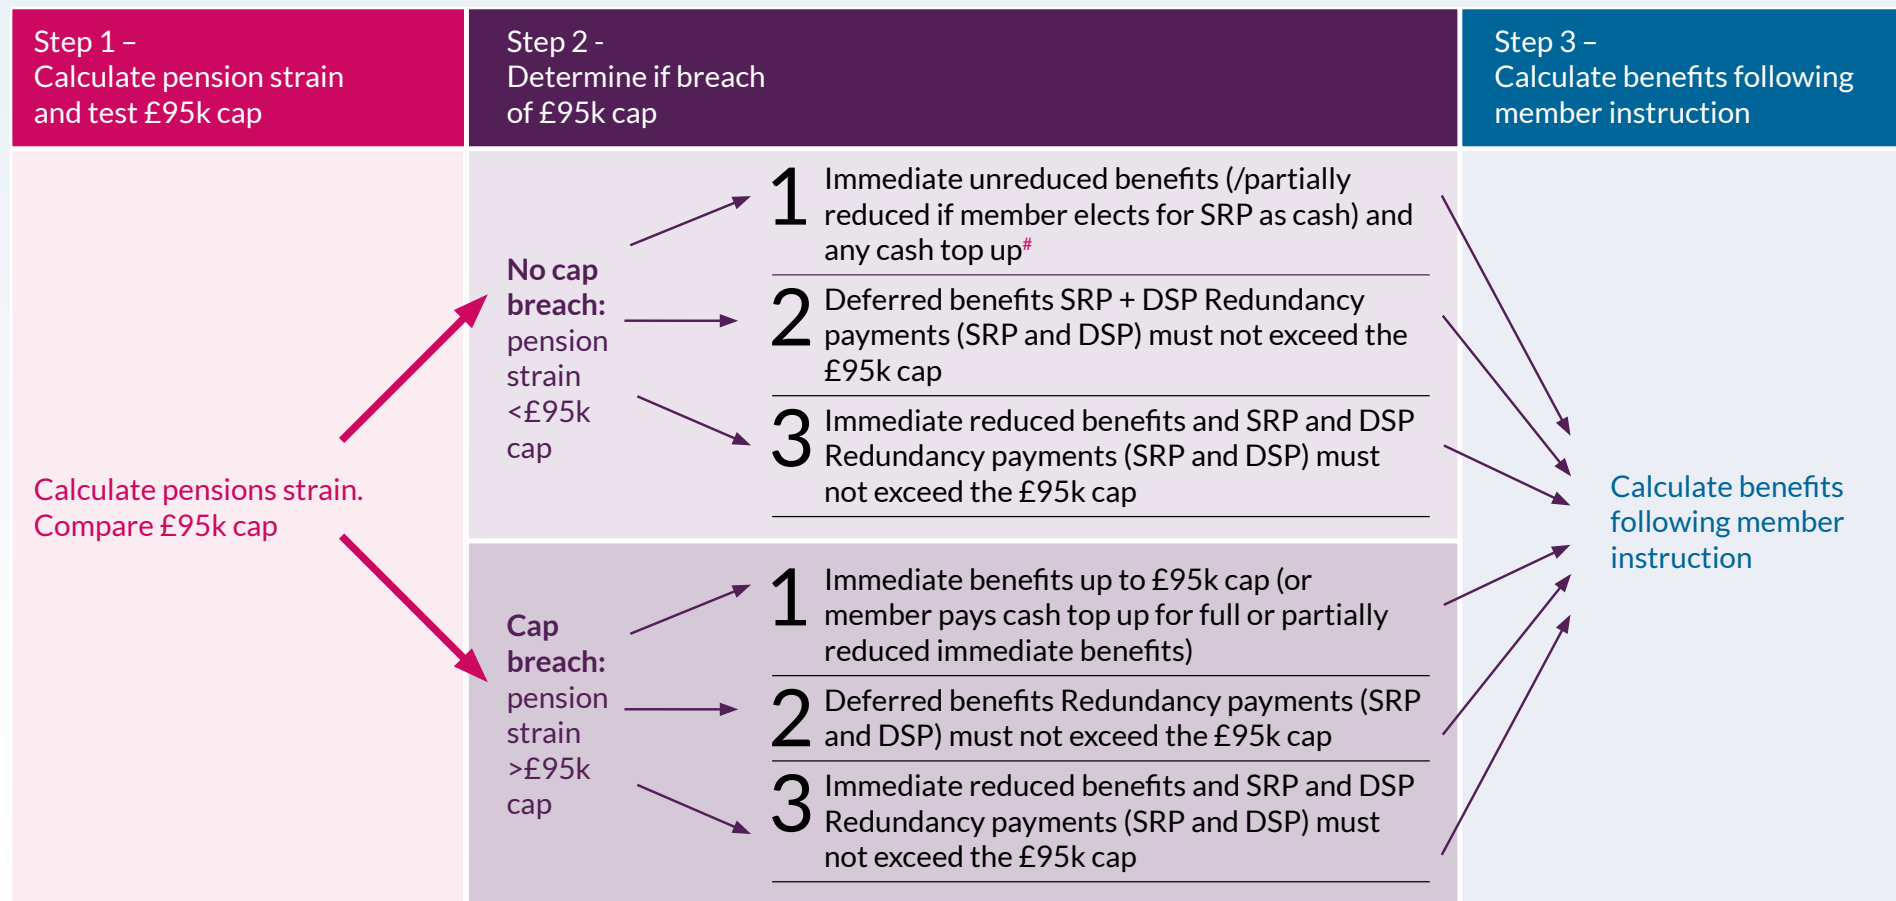 Step 1 –
Calculate pension strain
and test £95k cap
Step 2 -
Determine if breach
of £95k cap
Step 3 –
Calculate benefits following
member instruction
Calculate pensions strain.
Compare £95k cap
No cap
breach:
pension
strain
<£95k
cap
1
Immediate unreduced benefits (/partially
reduced if member elects for SRP as cash) and
any cash top up#
2
Deferred benefits SRP + DSP Redundancy
payments (SRP and DSP) must not exceed the
£95k cap
3
Immediate reduced benefits and SRP and DSP
Redundancy payments (SRP and DSP) must
not exceed the £95k cap
Cap
breach:
pension
strain
>£95k
cap
1
Immediate benefits up to £95k cap (or
member pays cash top up for full or partially
reduced immediate benefits)
2
Deferred benefits Redundancy payments (SRP
and DSP) must not exceed the £95k cap
3
Immediate reduced benefits and SRP and DSP
Redundancy payments (SRP and DSP) must
not exceed the £95k cap
Calculate benefits
following member
instruction